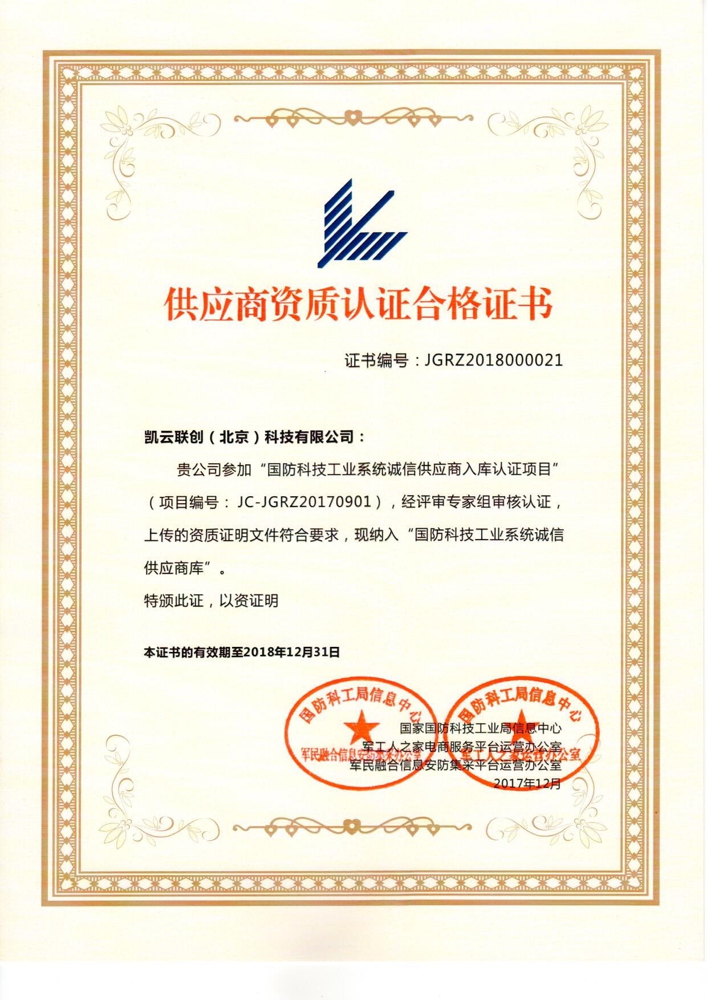 供应商资质认证合格证书
证书编号：JGRZ2018000021
凯云联创（北京）科技有限公司：
贵公司参加“国防科技工业系统诚信供应商入库认证项目”
（项目编号：JC-JGRZ20170901），经评审专家组审核认证，
上传的资质证明文件符合要求，现纳入“国防科技工业系统诚信
供应商库”。
特颁此证，以资证明
本证书的有效期至2018年12月31日
国防科工局信息中心
军民融合信息安防集采办公室
国防科工局信息中心
军工人之家运营办公室
国家国防科技工业局信息中心
军工人之家电商服务平台运营办公室
军民融合信息安防集采平台运营办公室
2017年12月